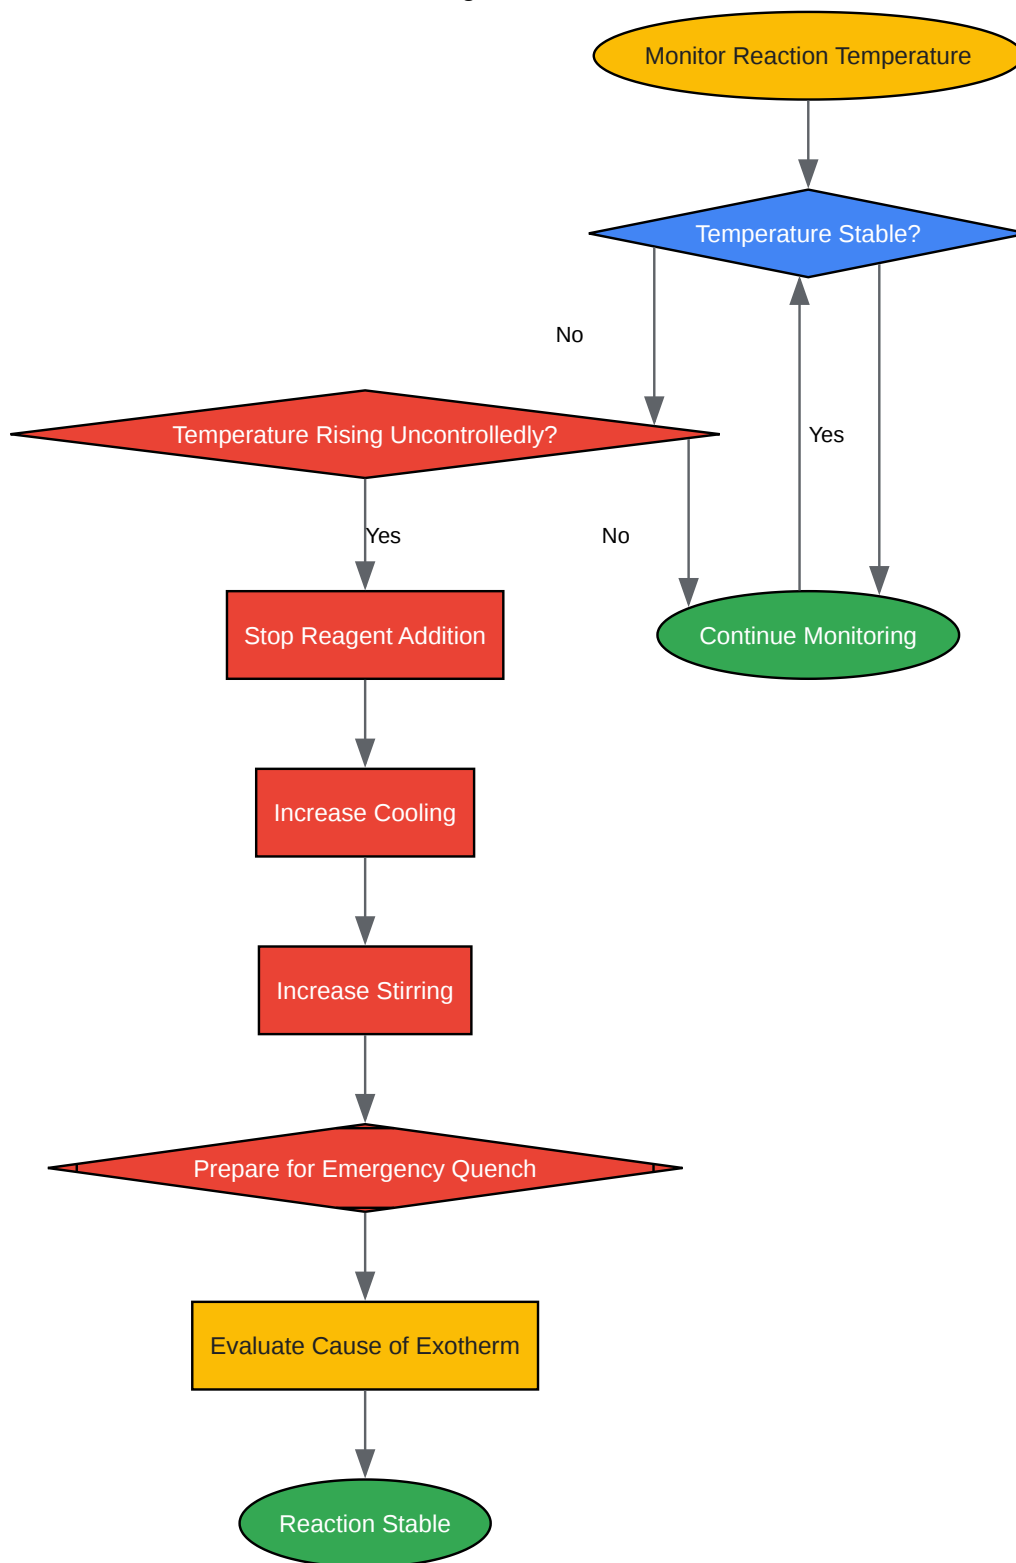 Monitor Reaction Temperature
Temperature Stable?
No
Temperature Rising Uncontrolledly?
Yes
Yes
No
Stop Reagent Addition
Continue Monitoring
Increase Cooling
Increase Stirring
Prepare for Emergency Quench
Evaluate Cause of Exotherm
Reaction Stable